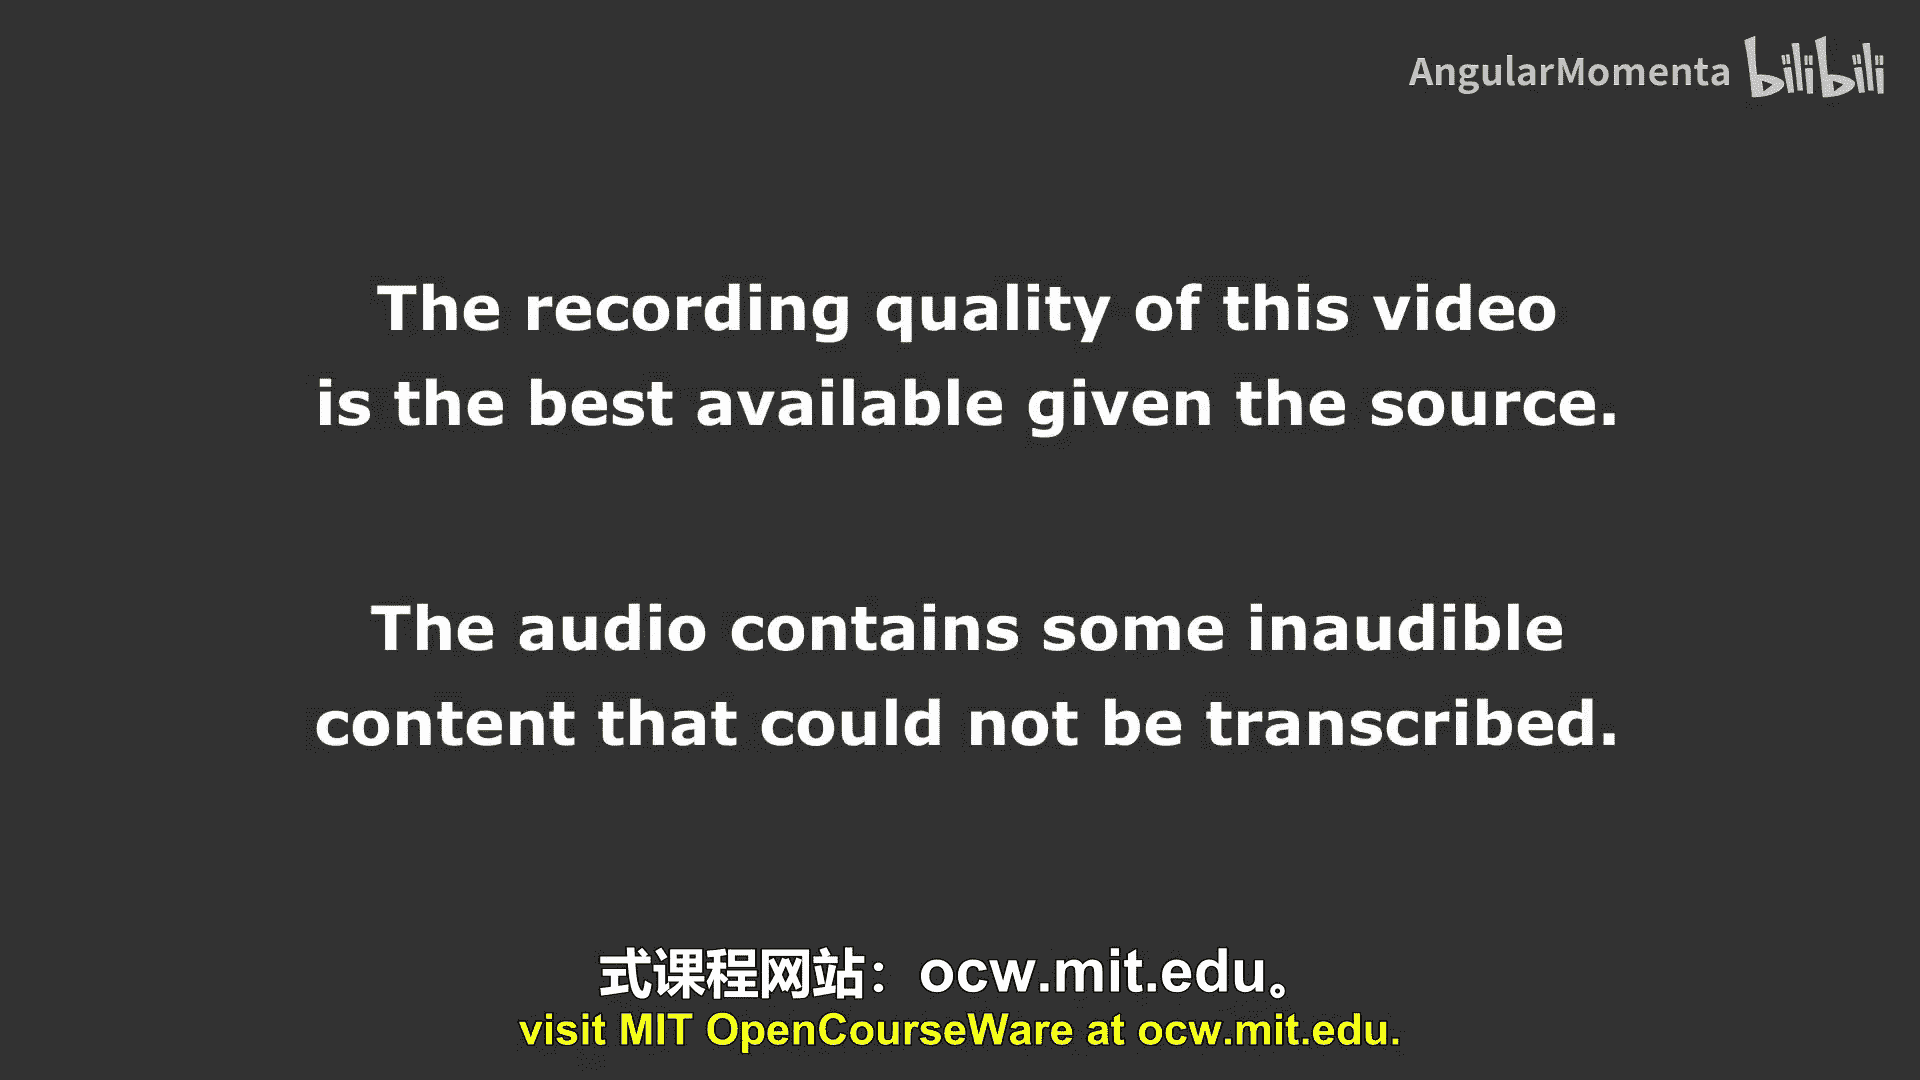 AngularMomenta bilibili
The recording quality of this video
is the best available given the source.
The audio contains some inaudible
content that could not be transcribed.
式课程网站：ocw.mit.edu。
visit MIT OpenCourseWare at ocw.mit.edu.